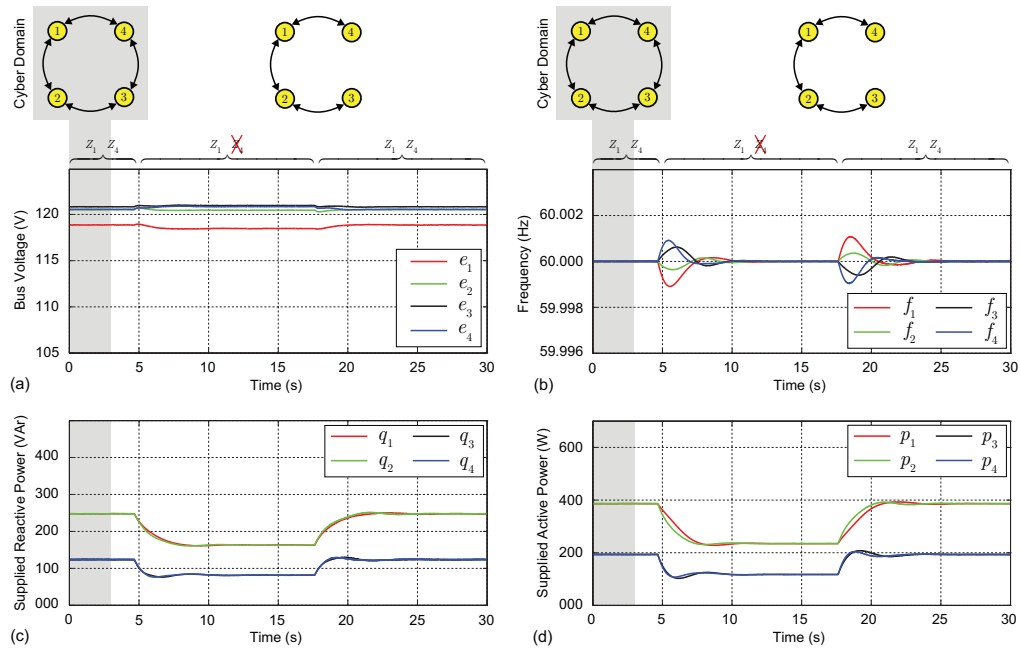 Cyber Domain
1
4
2
3
1
4
2
3
Z1 Z4
Z1 Z4
Z1 Z4
Bus Voltage (V)
120
115
110
105
e1
e2
e3
e4
0 5 10 15 20 25 30
Time (s)
(a)
Cyber Domain
1
4
2
3
1
4
2
3
Z1 Z4
Z1 Z4
Z1 Z4
Frequency (Hz)
60.002
60.000
59.998
59.996
f1 f3
f2 f4
0 5 10 15 20 25 30
Time (s)
(b)
Supplied Reactive Power (VAr)
400
300
200
100
000
q1 q3
q2 q4
0 5 10 15 20 25 30
Time (s)
(c)
Supplied Active Power (W)
600
400
200
000
p1 p3
p2 p4
0 5 10 15 20 25 30
Time (s)
(d)